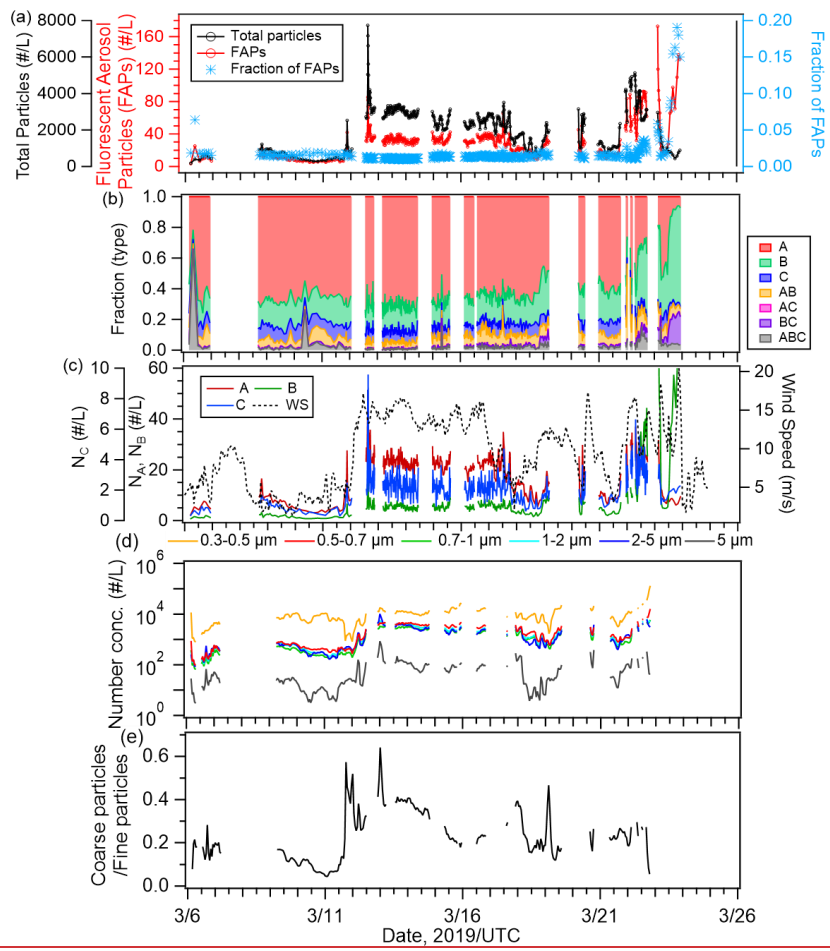 (a)
8000
6000
4000
2000
0
Total Particles (#/L)
160
120
80
40
0
Fluorescent Aerosol
Particles (FAPs) (#/L)
Total particles
FAPs
Fraction of FAPs
0.20
0.15
0.10
0.05
0.00
Fraction of FAPs
(b)
1.0
0.8
0.6
0.4
0.2
0.0
Fraction (type)
A
B
C
AB
AC
BC
ABC
(c)
10
8
6
4
2
0
N_C (#/L)
60
40
20
0
N_A, N_B (#/L)
A B
C WS
20
15
10
5
Wind Speed (m/s)
(d)
0.3-0.5 μm 0.5-0.7 μm 0.7-1 μm 1-2 μm 2-5 μm 5 μm
10^6
10^4
10^2
10^0
Number conc. (#/L)
(e)
0.6
0.4
0.2
0.0
Coarse particles
/Fine particles
3/6 3/11 3/16 3/21 3/26
Date, 2019/UTC